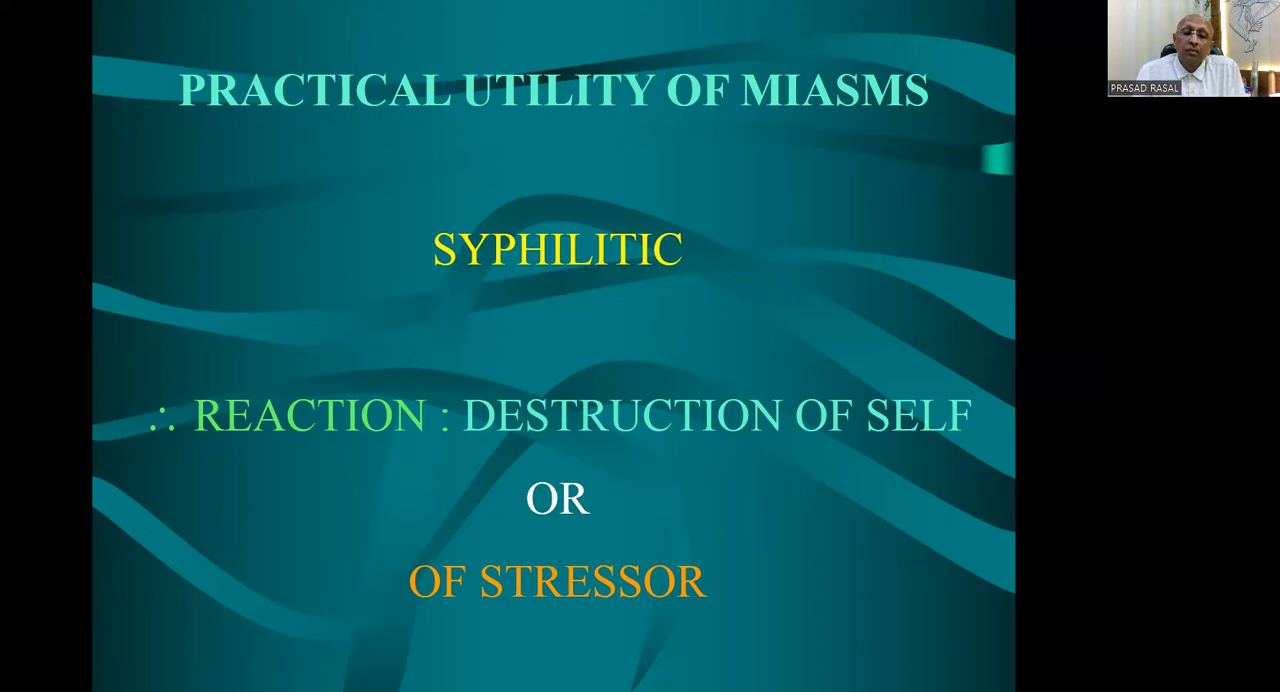 PRACTICAL UTILITY OF MIASMS
PRASAD RASAL
SYPHILITIC
∴ REACTION : DESTRUCTION OF SELF
OR
OF STRESSOR